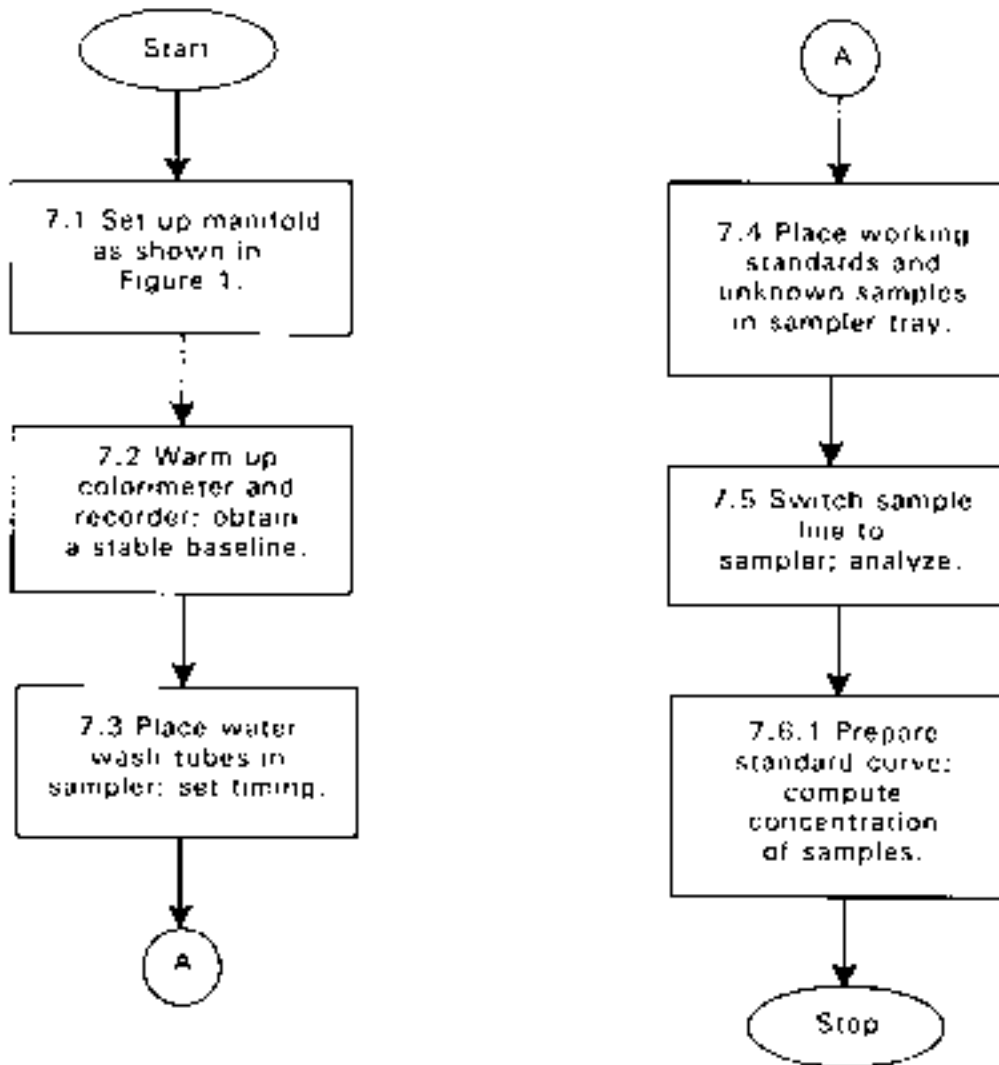 Start
7.1 Set up manifold
as shown in
Figure 1.
7.2 Warm up
colorimeter and
recorder; obtain
a stable baseline.
7.3 Place water
wash tubes in
sampler; set timing.
A
A
7.4 Place working
standards and
unknown samples
in sampler tray.
7.5 Switch sample
line to
sampler; analyze.
7.6.1 Prepare
standard curve;
compute
concentration
of samples.
Stop